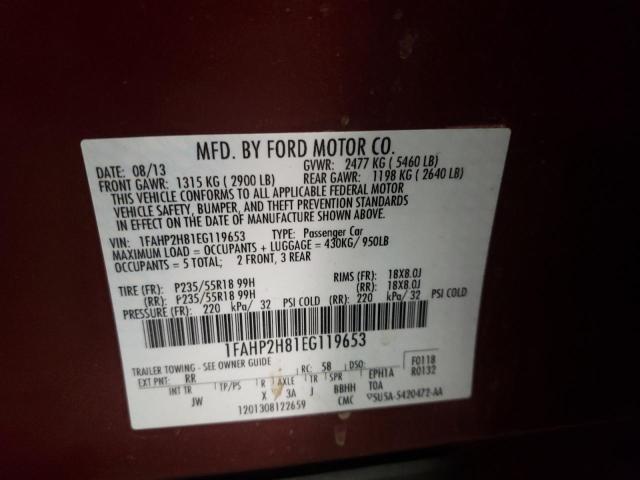 MFD. BY FORD MOTOR CO.
DATE: 08/13 GVWR: 2477 KG ( 5460 LB)
FRONT GAWR: 1315 KG ( 2900 LB) REAR GAWR: 1198 KG ( 2640 LB)
THIS VEHICLE CONFORMS TO ALL APPLICABLE FEDERAL MOTOR
VEHICLE SAFETY, BUMPER, AND THEFT PREVENTION STANDARDS
IN EFFECT ON THE DATE OF MANUFACTURE SHOWN ABOVE.
VIN: 1FAHP2H81EG119653 TYPE: Passenger Car
MAXIMUM LOAD = OCCUPANTS + LUGGAGE = 430KG/ 950LB
OCCUPANTS = 5 TOTAL; 2 FRONT, 3 REAR
TIRE (FR): P235/55R18 99H RIMS (FR): 18X8.0J
(RR): P235/55R18 99H (RR): 18X8.0J
PRESSURE (FR): 220 kPa/ 32 PSI COLD (RR): 220 kPa/ 32 PSI COLD
1FAHP2H81EG119653
TRAILER TOWING - SEE OWNER GUIDE
EXT PNT: RR RC: 58 DSO: F0118
R0132
INT TR TP/PS R AXLE TR SPR EPH1A
JW X 3A J BBHH TOA
1201308122659 CMC ▽5U5A-5420472-AA